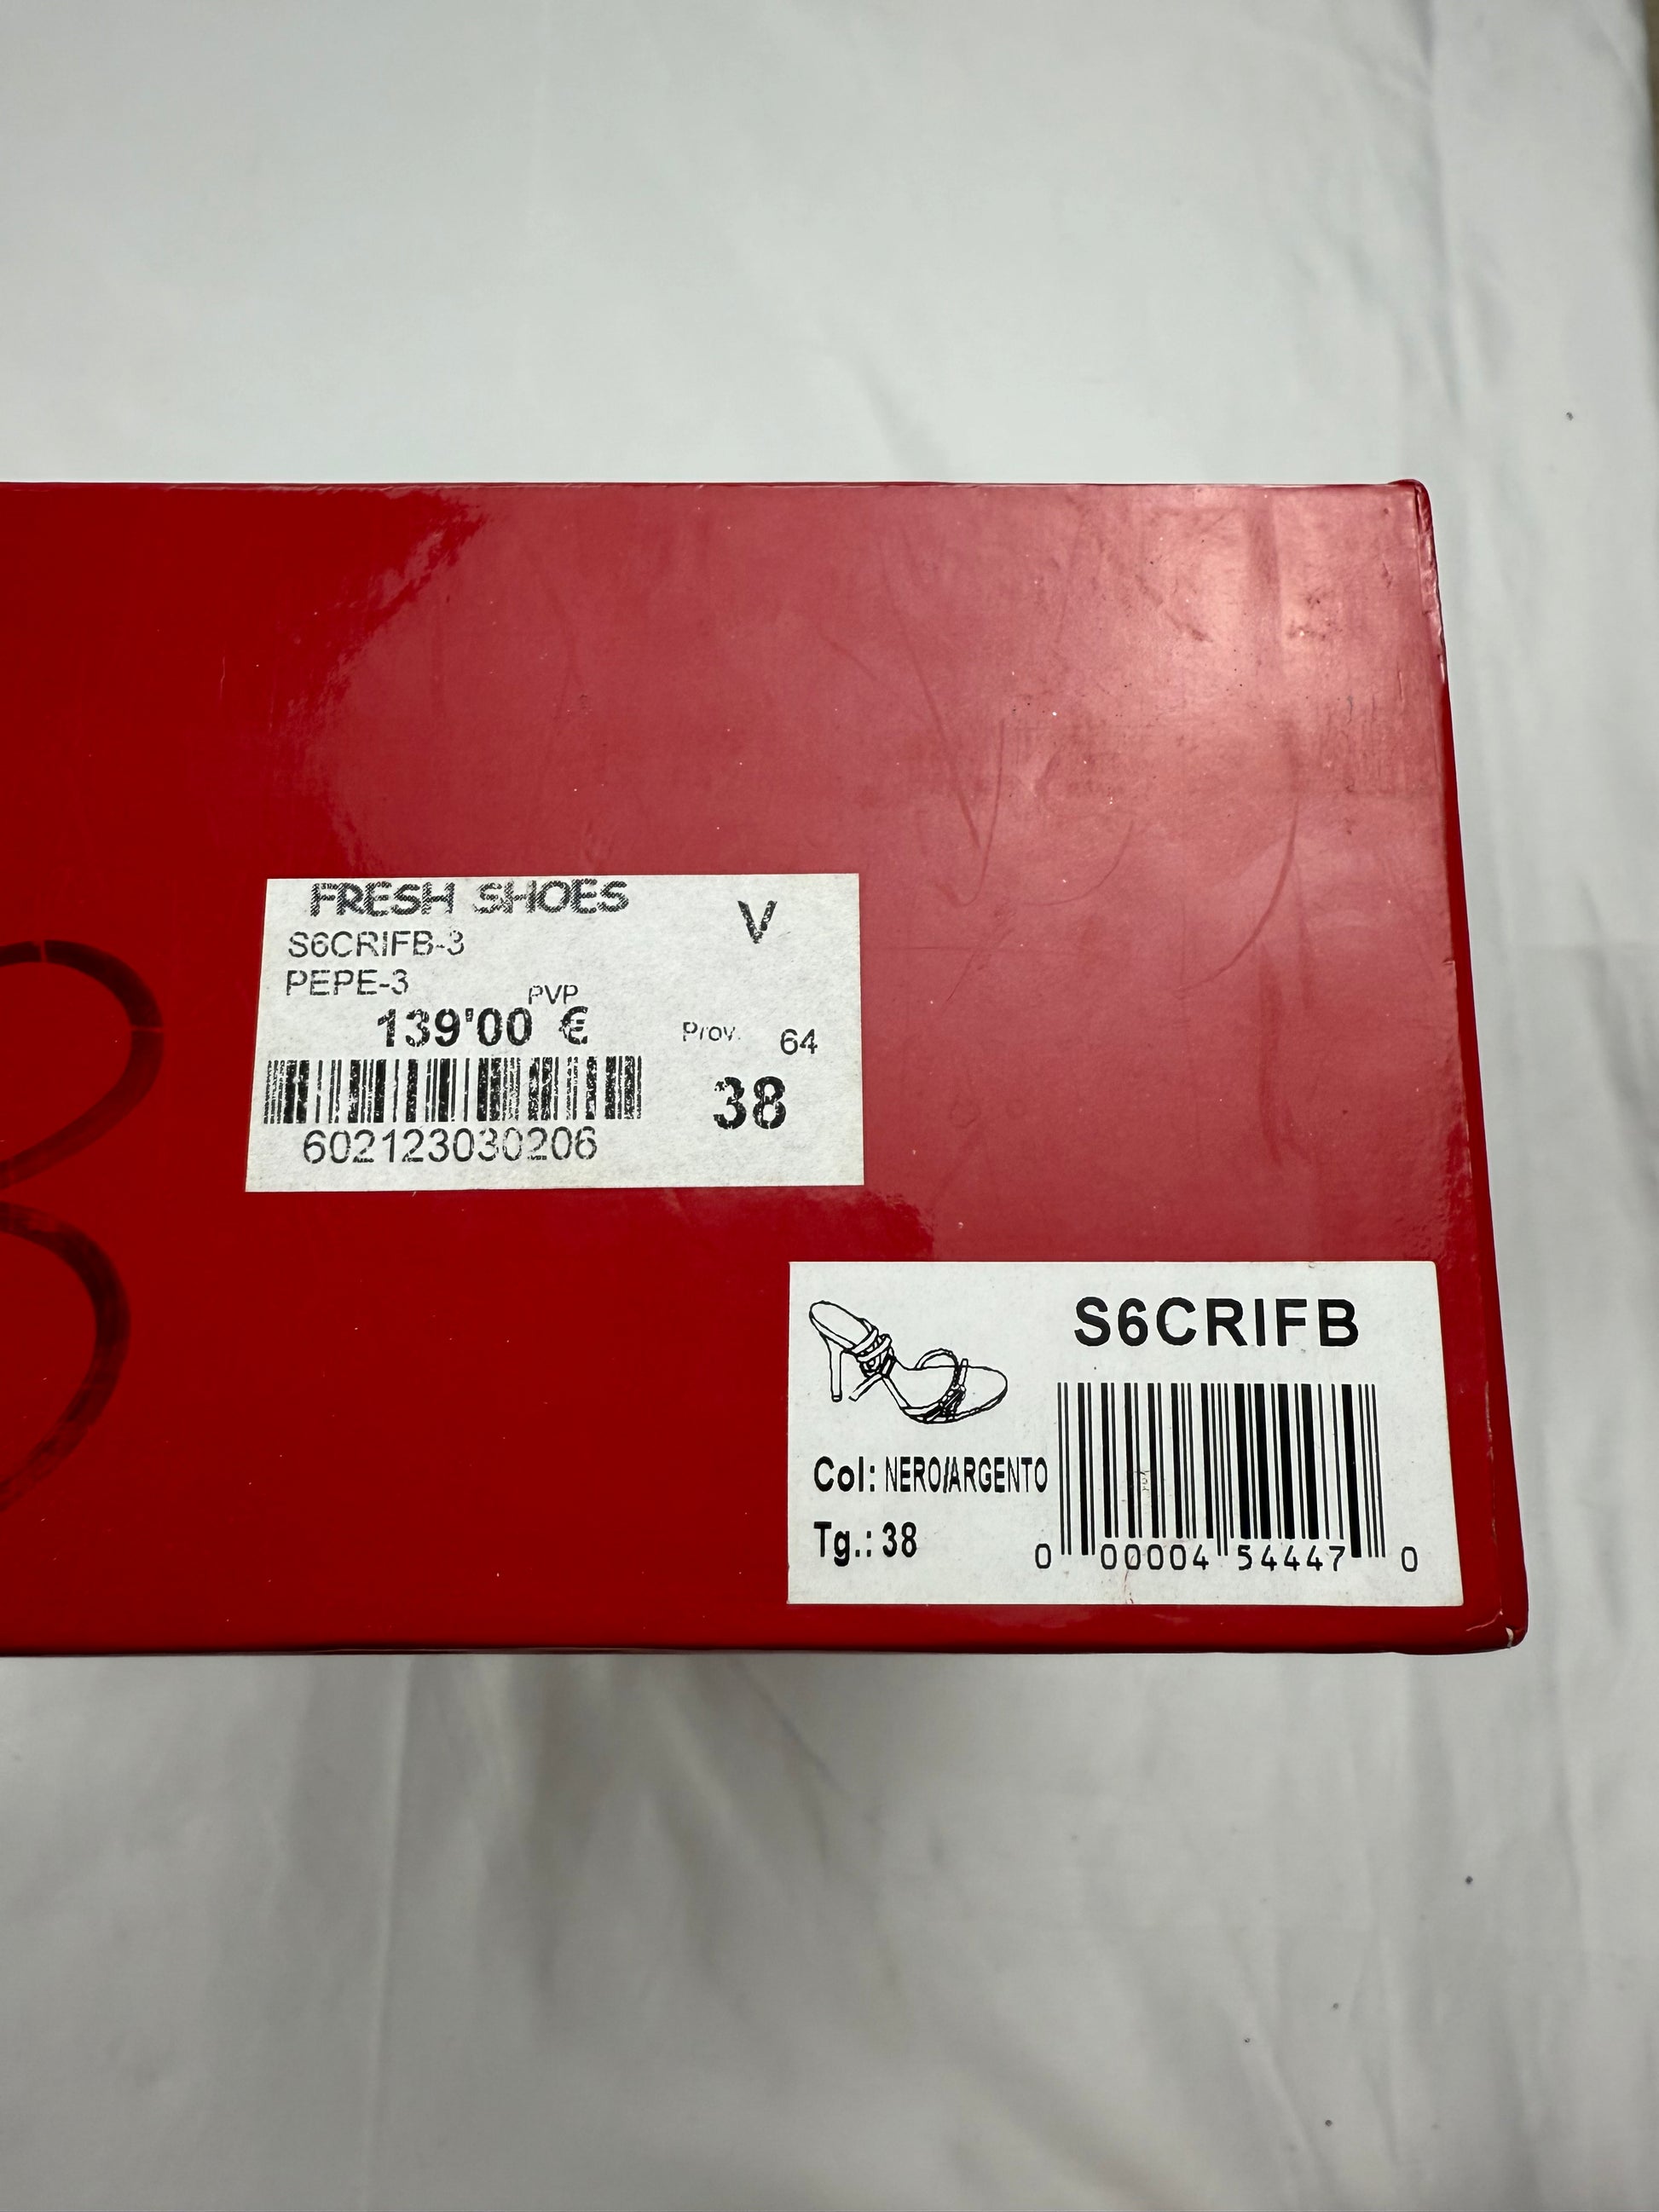 FRESH SHOES
V
S6CRIFB-3
PEPE-3
PVP
139'00 €
Prov. 64
38
602123030206
S6CRIFB
Col: NERO/ARGENTO
Tg.: 38
0 00004 54447 0